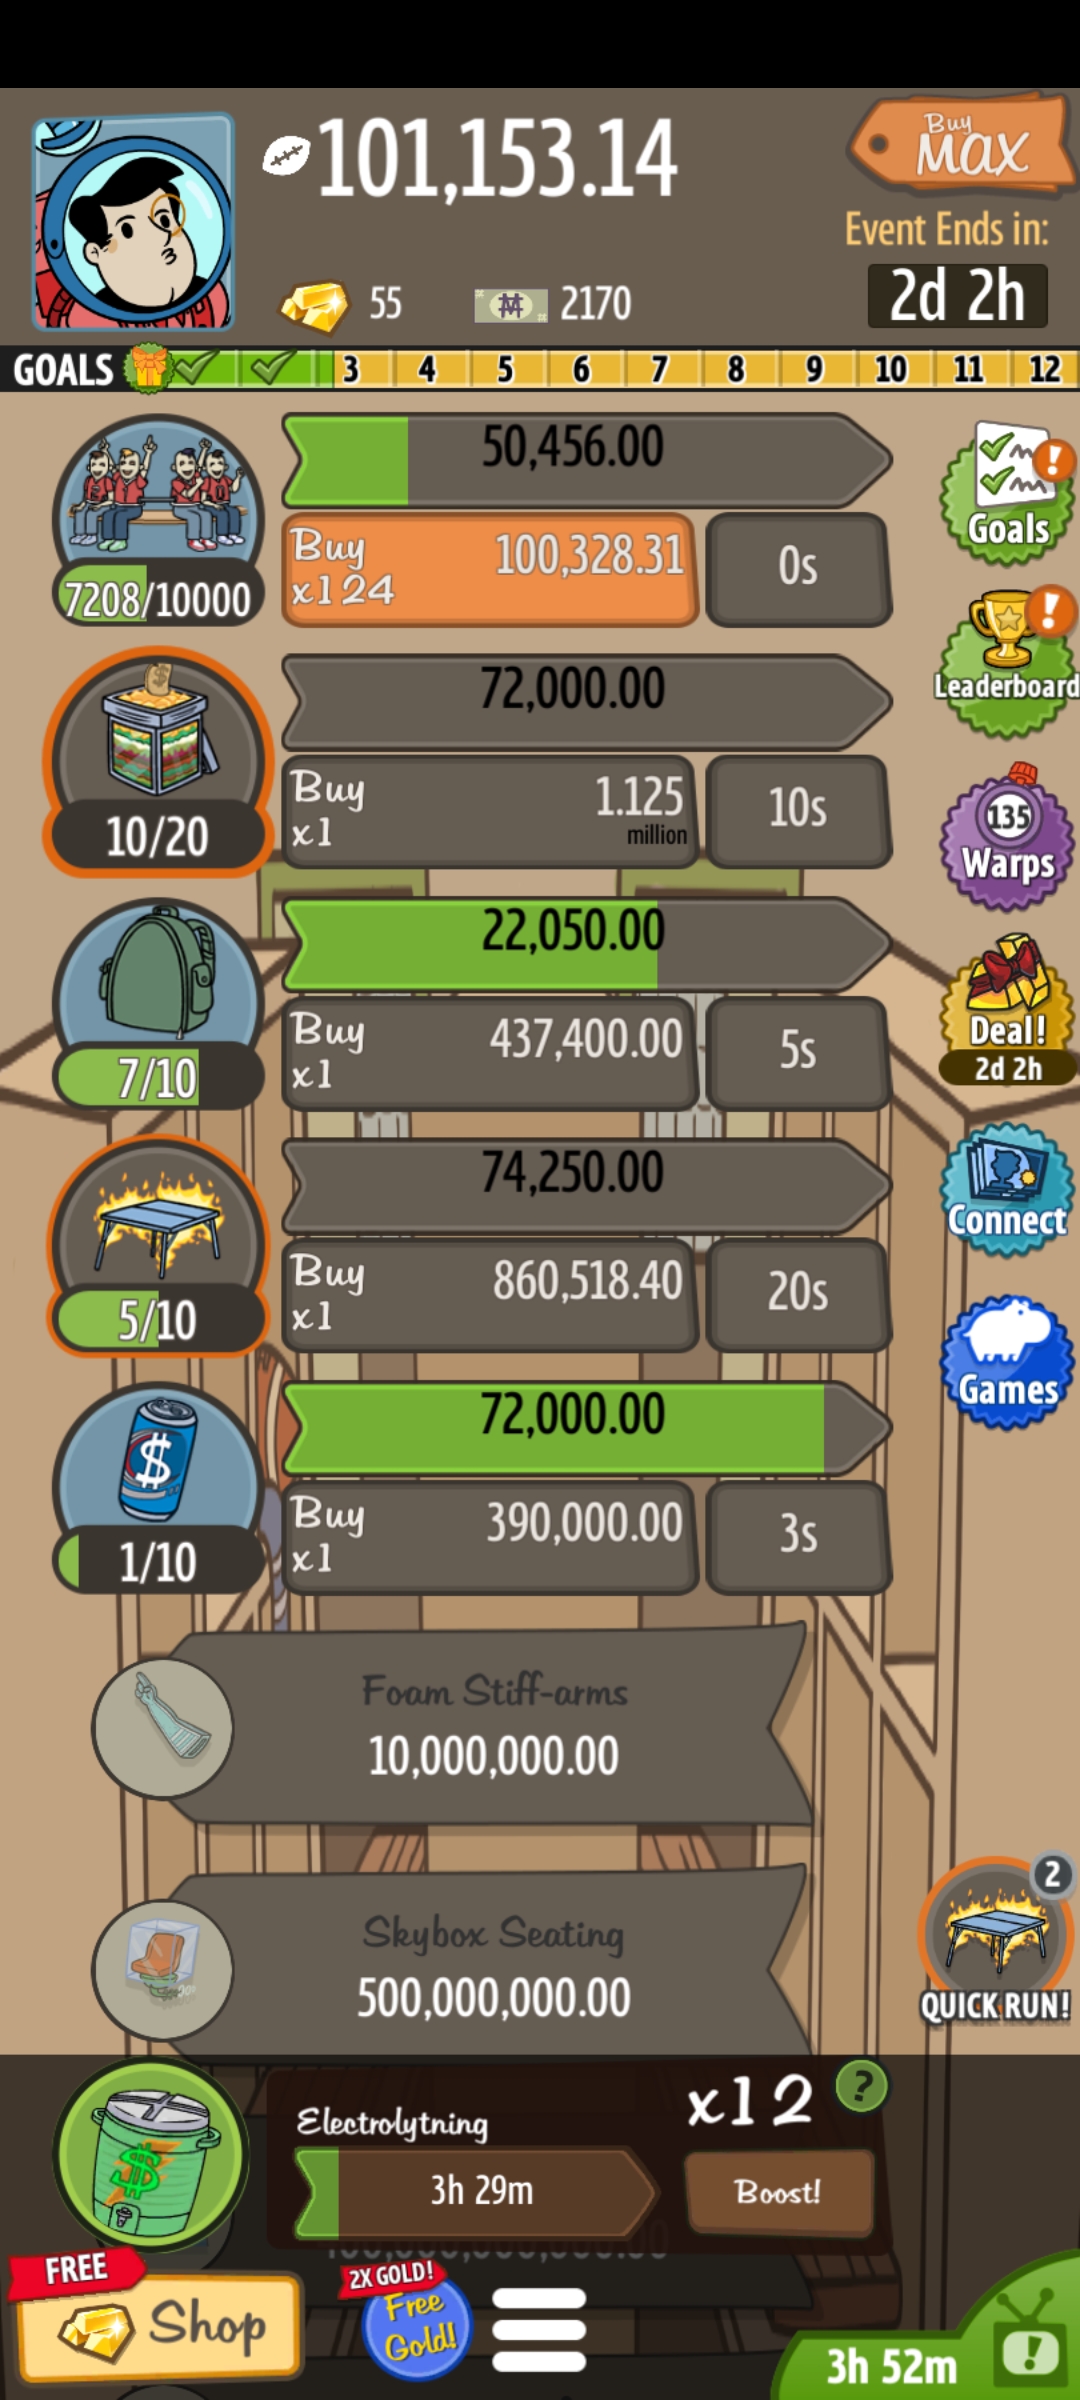 101,153.14
Buy
MAX
Event Ends in:
2d 2h
55
2170
GOALS 3 4 5 6 7 8 9 10 11 12
50,456.00
Buy
x124
100,328.31
0s
7208/10000
Goals
72,000.00
Buy
x1
1.125
million
10s
10/20
Leaderboard
135
Warps
22,050.00
Buy
x1
437,400.00
5s
7/10
Deal!
2d 2h
74,250.00
Buy
x1
860,518.40
20s
5/10
Connect
72,000.00
Buy
x1
390,000.00
3s
1/10
Games
Foam Stiff-arms
10,000,000.00
Skybox Seating
500,000,000.00
2
QUICK RUN!
Electrolytning
x12
?
3h 29m
Boost!
FREE
Shop
2X GOLD!
Free
Gold!
3h 52m